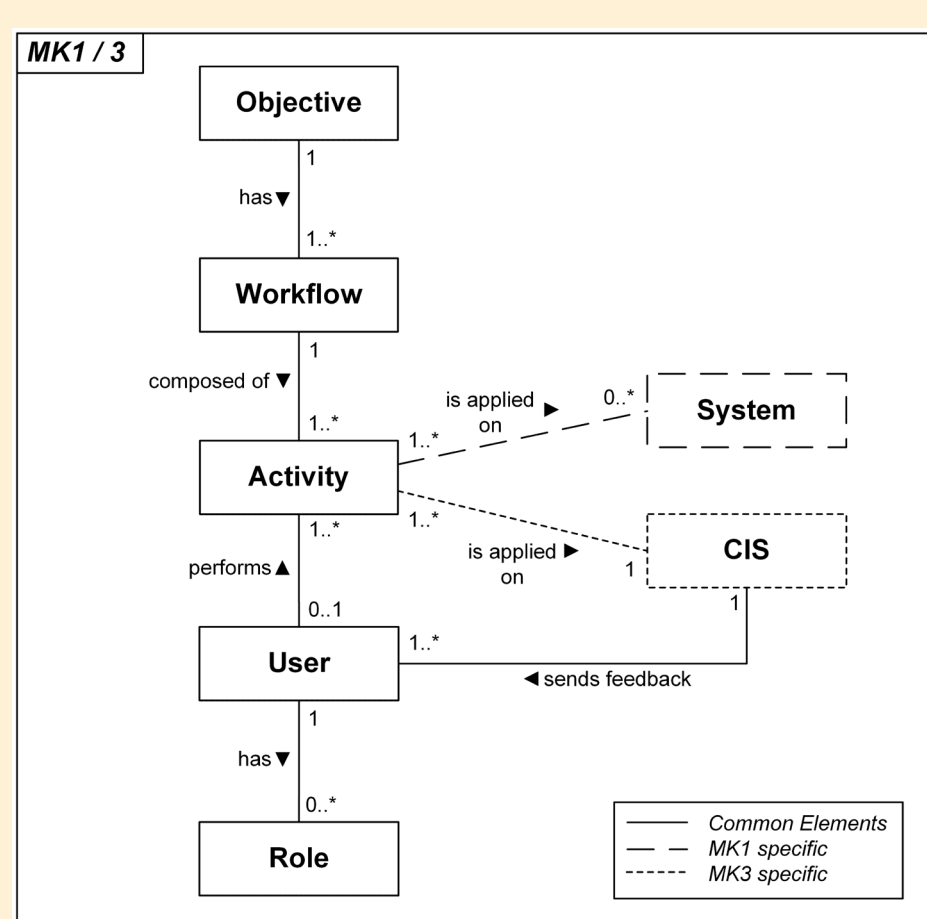 MK1 / 3
Objective
1
has ▼
1..*
Workflow
1
composed of ▼
1..*
is applied ►
on
0..*
System
1..*
Activity
1..*
1..*
is applied ►
on
1
CIS
performs ▲
1
0..1
User
1..*
◄ sends feedback
1
has ▼
0..*
Role
Common Elements
MK1 specific
MK3 specific